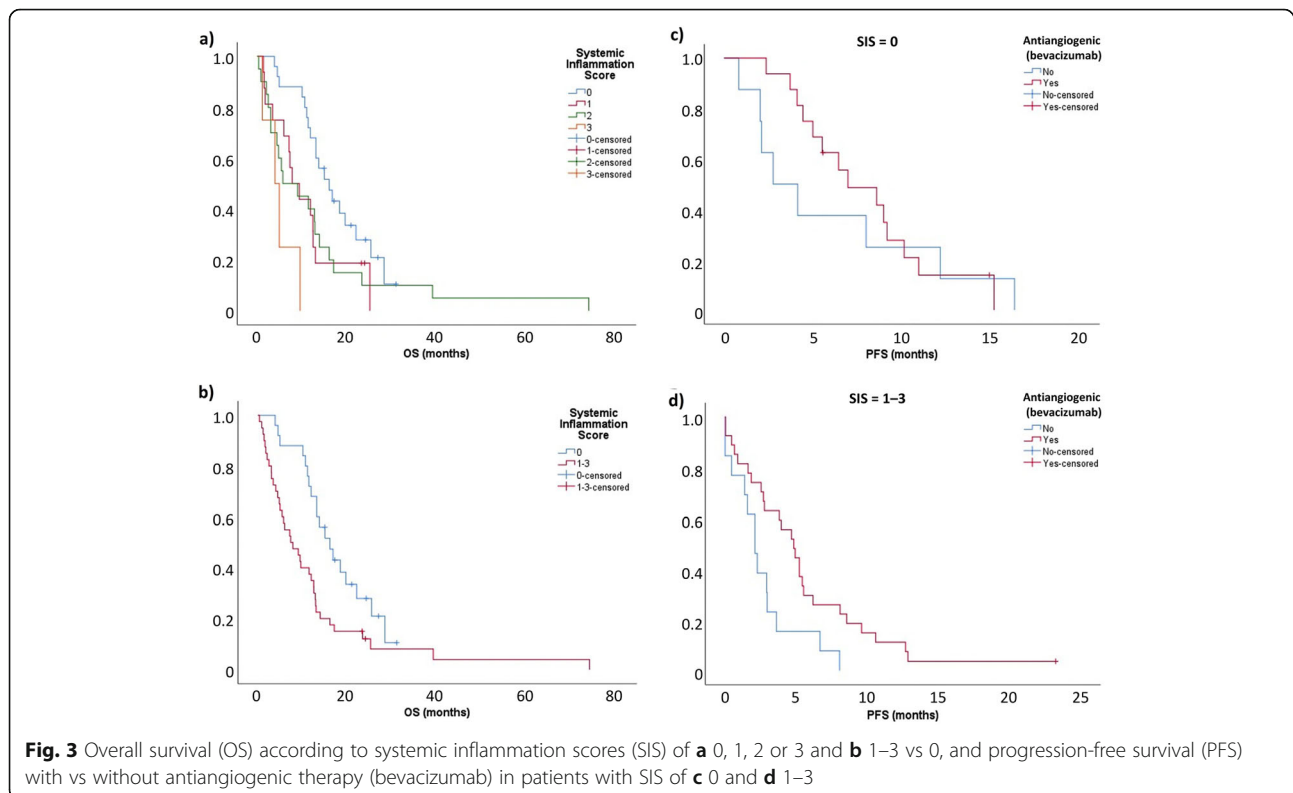 a)
Systemic
Inflammation
Score
0
1
2
3
0-censored
1-censored
2-censored
3-censored
1.0
0.8
0.6
0.4
0.2
0
0 20 40 60 80
OS (months)
c)
SIS = 0
Antiangiogenic
(bevacizumab)
No
Yes
No-censored
Yes-censored
1.0
0.8
0.6
0.4
0.2
0
0 5 10 15 20
PFS (months)
b)
Systemic
Inflammation
Score
0
1-3
0-censored
1-3-censored
1.0
0.8
0.6
0.4
0.2
0
0 20 40 60 80
OS (months)
d)
SIS = 1–3
Antiangiogenic
(bevacizumab)
No
Yes
No-censored
Yes-censored
1.0
0.8
0.6
0.4
0.2
0
0 5 10 15 20 25
PFS (months)
Fig. 3 Overall survival (OS) according to systemic inflammation scores (SIS) of a 0, 1, 2 or 3 and b 1–3 vs 0, and progression-free survival (PFS)
with vs without antiangiogenic therapy (bevacizumab) in patients with SIS of c 0 and d 1–3